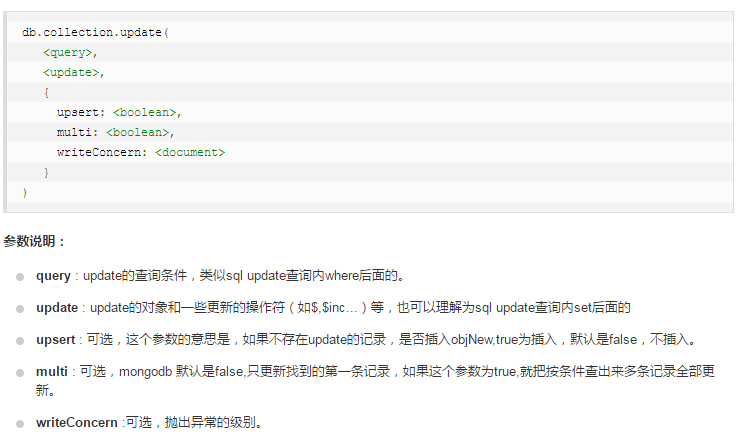 db.collection.update(
<query>,
<update>,
{
upsert: <boolean>,
multi: <boolean>,
writeConcern: <document>
}
)
参数说明：
query : update的查询条件，类似sql update查询内where后面的。
update : update的对象和一些更新的操作符（如$,$inc...）等，也可以理解为sql update查询内set后面的
upsert : 可选，这个参数的意思是，如果不存在update的记录，是否插入objNew,true为插入，默认是false，不插入。
multi : 可选，mongodb 默认是false,只更新找到的第一条记录，如果这个参数为true,就把按条件查出来多条记录全部更
新。
writeConcern :可选，抛出异常的级别。